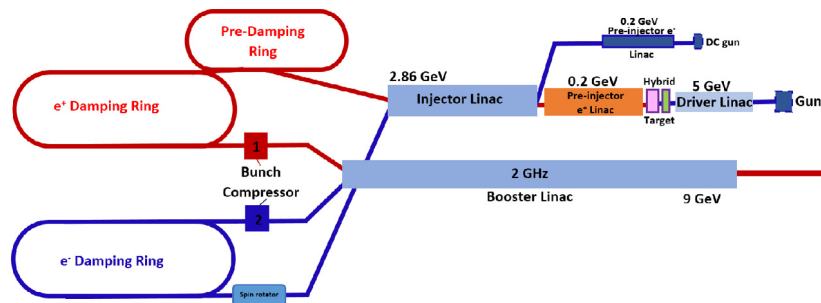 Pre-Damping
Ring
0.2 GeV
Pre-injector e⁻
Linac
DC gun
2.86 GeV
e⁺ Damping Ring
Injector Linac
0.2 GeV
Pre-injector
e⁺ Linac
Hybrid
Target
5 GeV
Driver Linac
Gun
1
Bunch
Compressor
2
2 GHz
Booster Linac
9 GeV
e⁻ Damping Ring
Spin rotator